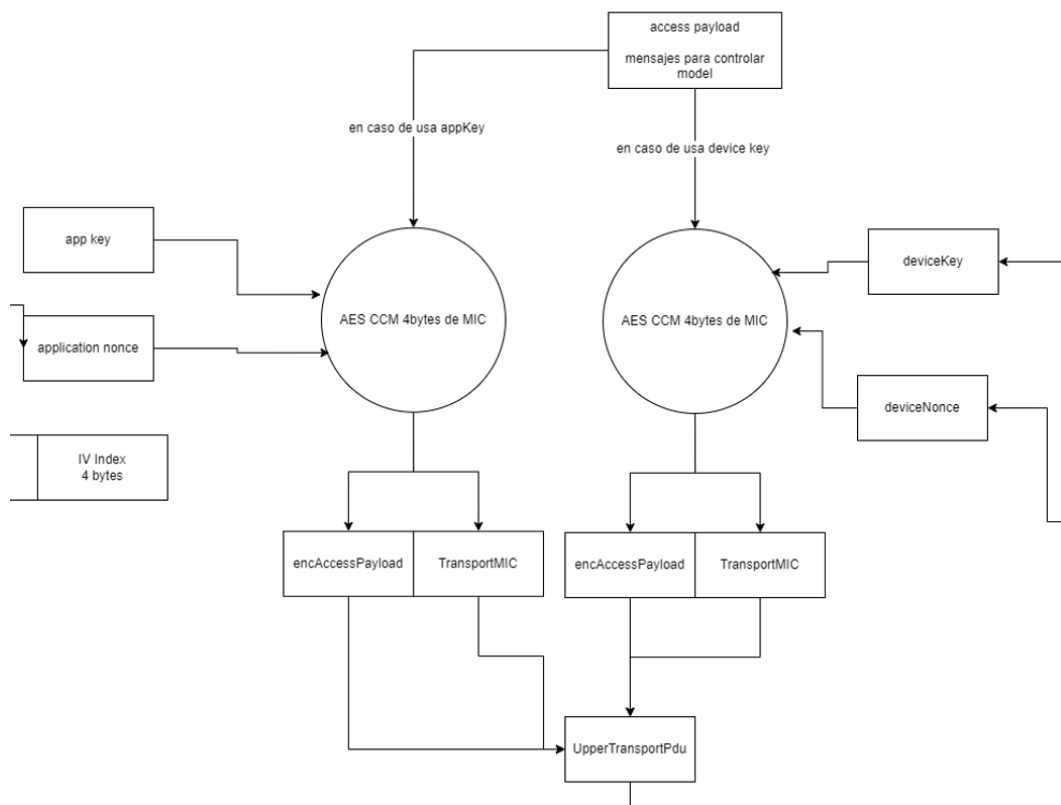 access payload
mensajes para controlar
model
en caso de usa appKey
en caso de usa device key
app key
deviceKey
AES CCM 4bytes de MIC
AES CCM 4bytes de MIC
application nonce
deviceNonce
IV Index
4 bytes
encAccessPayload
TransportMIC
encAccessPayload
TransportMIC
UpperTransportPdu